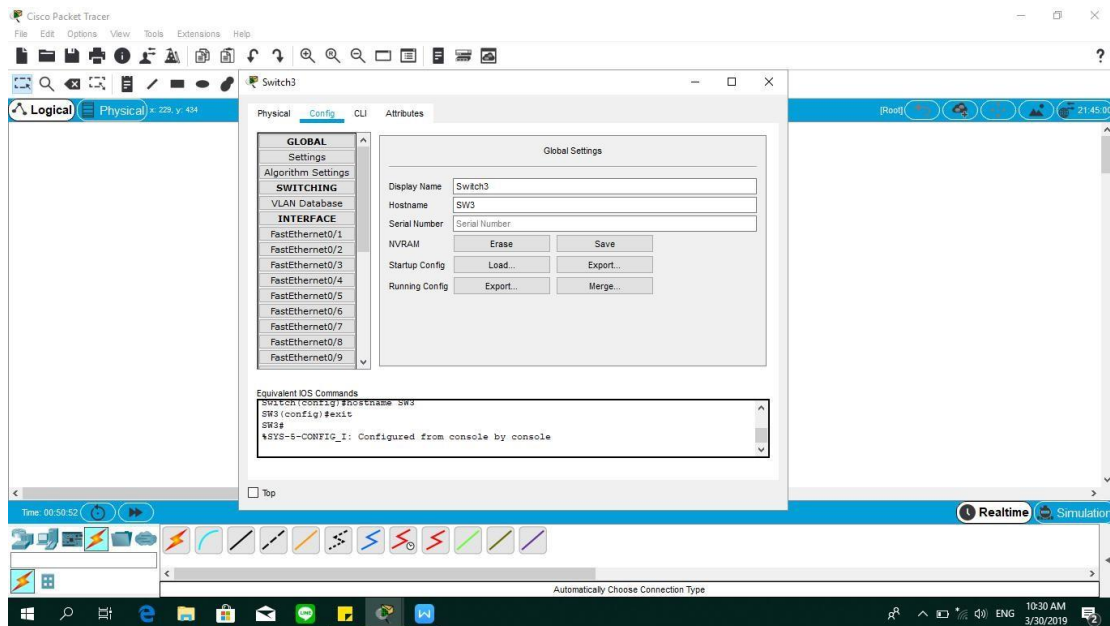 Cisco Packet Tracer
File Edit Options View Tools Extensions Help
?
Switch3
Logical
Physical x: 229, y: 434
[Root]
21:45:00
Physical Config CLI Attributes
GLOBAL
Settings
Algorithm Settings
SWITCHING
VLAN Database
INTERFACE
FastEthernet0/1
FastEthernet0/2
FastEthernet0/3
FastEthernet0/4
FastEthernet0/5
FastEthernet0/6
FastEthernet0/7
FastEthernet0/8
FastEthernet0/9
Global Settings
Display Name Switch3
Hostname SW3
Serial Number Serial Number
NVRAM Erase Save
Startup Config Load... Export...
Running Config Export... Merge...
Equivalent IOS Commands
Switch(config)#hostname SW3
SW3(config)#exit
SW3#
%SYS-5-CONFIG_I: Configured from console by console
Top
Time: 00:50:52
Realtime
Simulation
Automatically Choose Connection Type
ENG
10:30 AM
3/30/2019